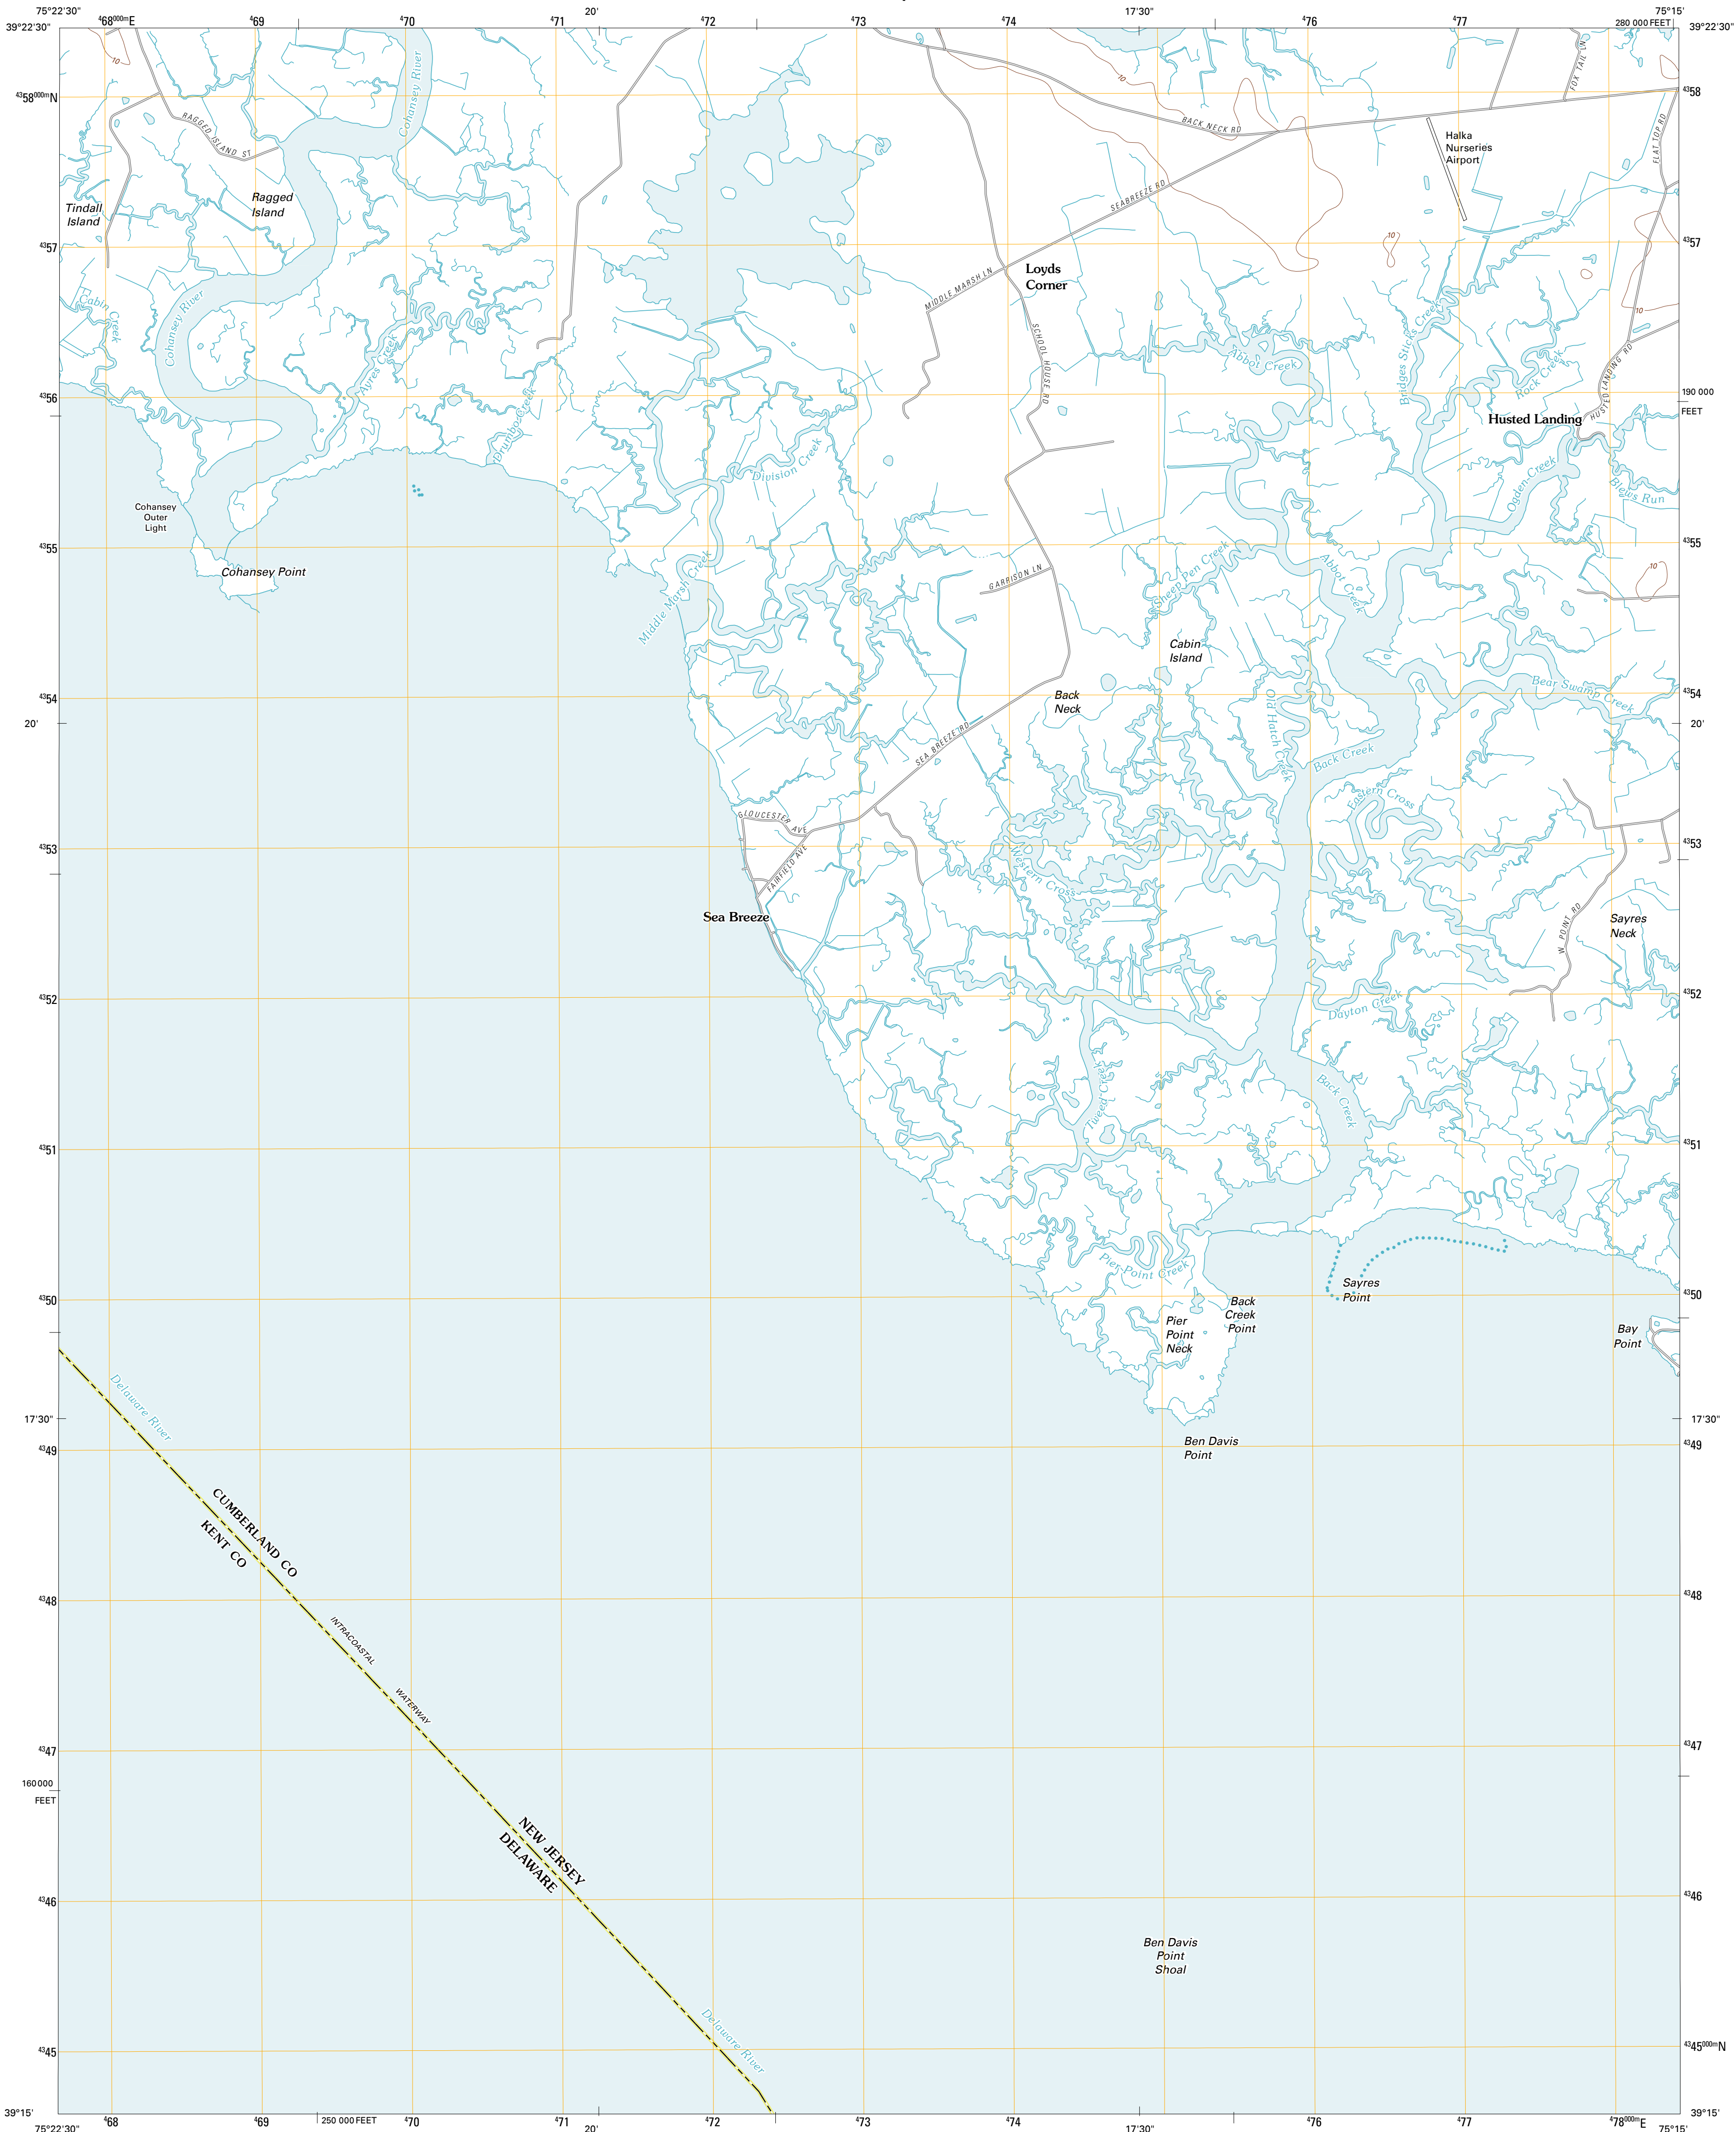 75°22'30"
468000mE
469
470
471
20'
472
473
474
17'30"
476
477
280 000 FEET
75°15'
39°22'30"
39°22'30"
10
Cohansey River
10
FOX TAIL LN
4358000mN
4358
RAGGED ISLAND ST
BACK NECK RD
Halka
Nurseries
Airport
FLAT TOP RD
Ragged
Island
Tindall
Island
SEABREEZE RD
4357
4357
10
Loyds
Corner
MIDDLE MARSH LN
Cabin Creek
Cohansey River
10
Ayres Creek
SCHOOL HOUSE RD
Abbot Creek
Bridges Sticks Creek
Rock Creek
HUSTED LANDING RD
4356
190 000
FEET
Drumbo Creek
Husted Landing
Division Creek
Ogden Creek
Blews Run
Cohansey
Outer
Light
4355
4355
Cohansey Point
Middle Marsh Creek
GARRISON LN
Sheep Pen Creek
Abbot Creek
10
Cabin
Island
Back
Neck
Old Hatch Creek
Bear Swamp Creek
4354
4354
20'
20'
SEA BREEZE RD
Back Creek
Eastern Cross
GLOUCESTER AVE
FAIRFIELD AVE
4353
4353
Western Cross
Sea Breeze
N POINT RD
Sayres
Neck
4352
4352
Dayton Creek
Tweed Creek
Back Creek
4351
4351
Pier Point Creek
Sayres
Point
4350
4350
Back
Creek
Point
Pier
Point
Neck
Bay
Point
Delaware River
17'30"
17'30"
Ben Davis
Point
4349
4349
CUMBERLAND CO
KENT CO
4348
4348
INTRACOASTAL
WATERWAY
4347
4347
160 000
FEET
NEW JERSEY
DELAWARE
4346
4346
Ben Davis
Point
Shoal
Delaware River
4345
4345000mN
39°15'
39°15'
75°22'30"
468
469
250 000 FEET
470
471
20'
472
473
474
17'30"
476
477
478000mE
75°15'